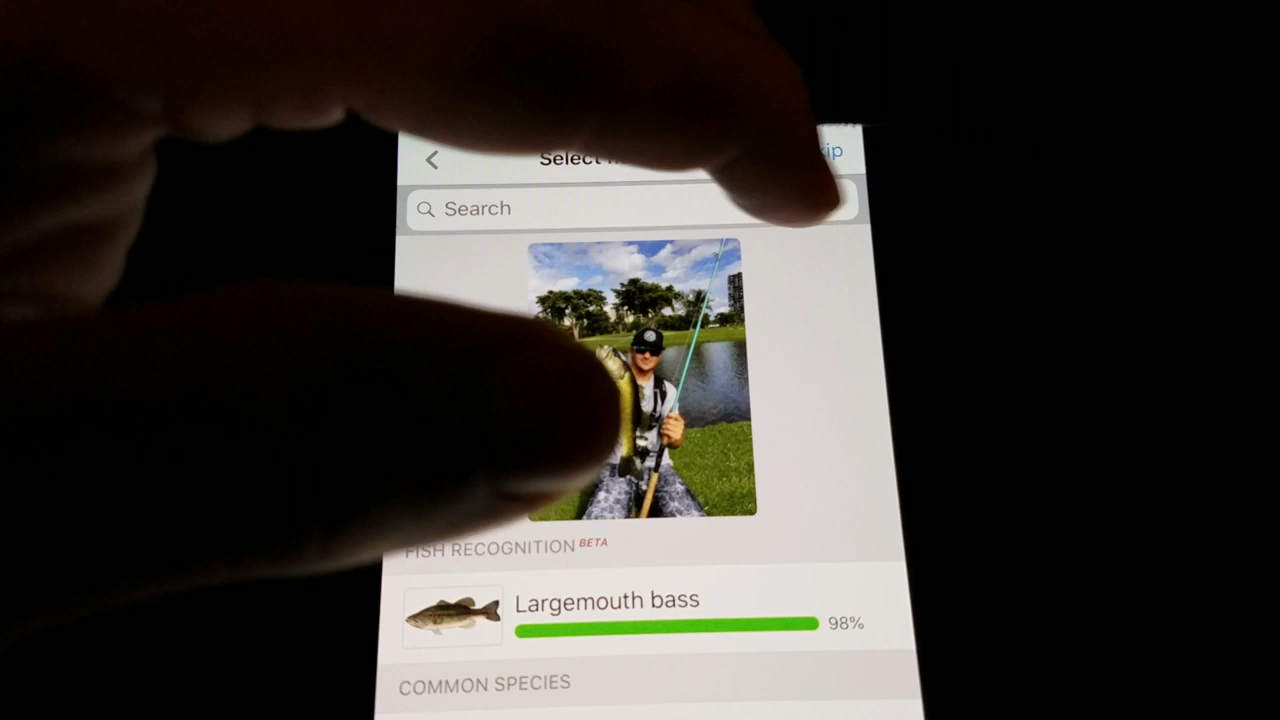 Select
Search
FISH RECOGNITION BETA
Largemouth bass
98%
COMMON SPECIES